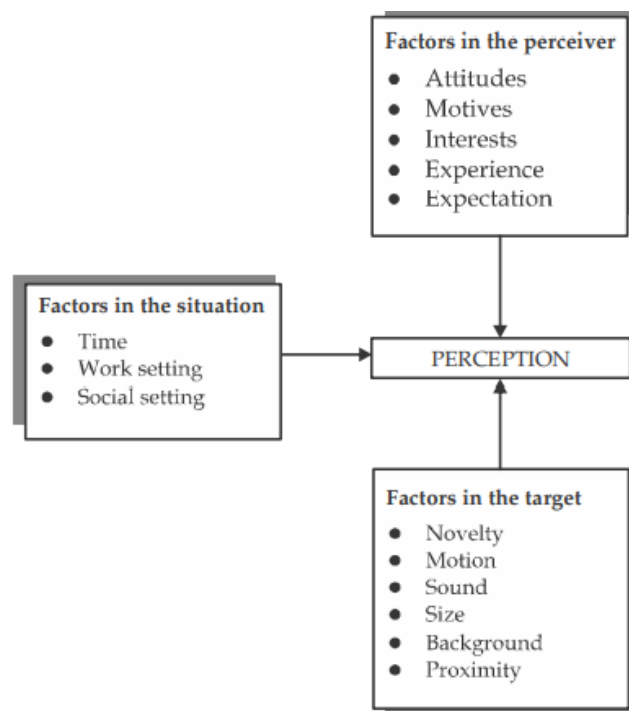 Factors in the perceiver
● Attitudes
● Motives
● Interests
● Experience
● Expectation
Factors in the situation
● Time
● Work setting
● Social setting
PERCEPTION
Factors in the target
● Novelty
● Motion
● Sound
● Size
● Background
● Proximity